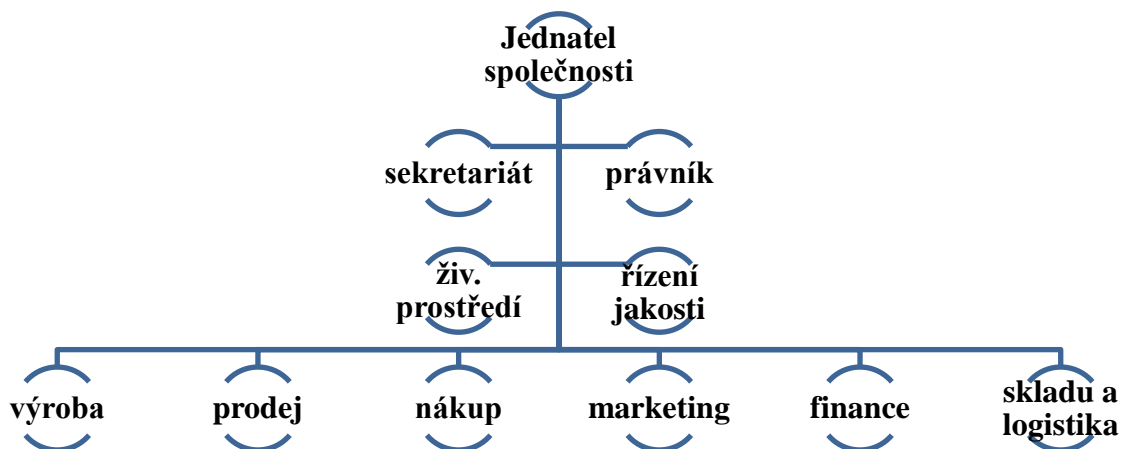 Jednatel
společnosti
sekretariát
právník
živ.
prostředí
řízení
jakosti
výroba
prodej
nákup
marketing
finance
skladu a
logistika